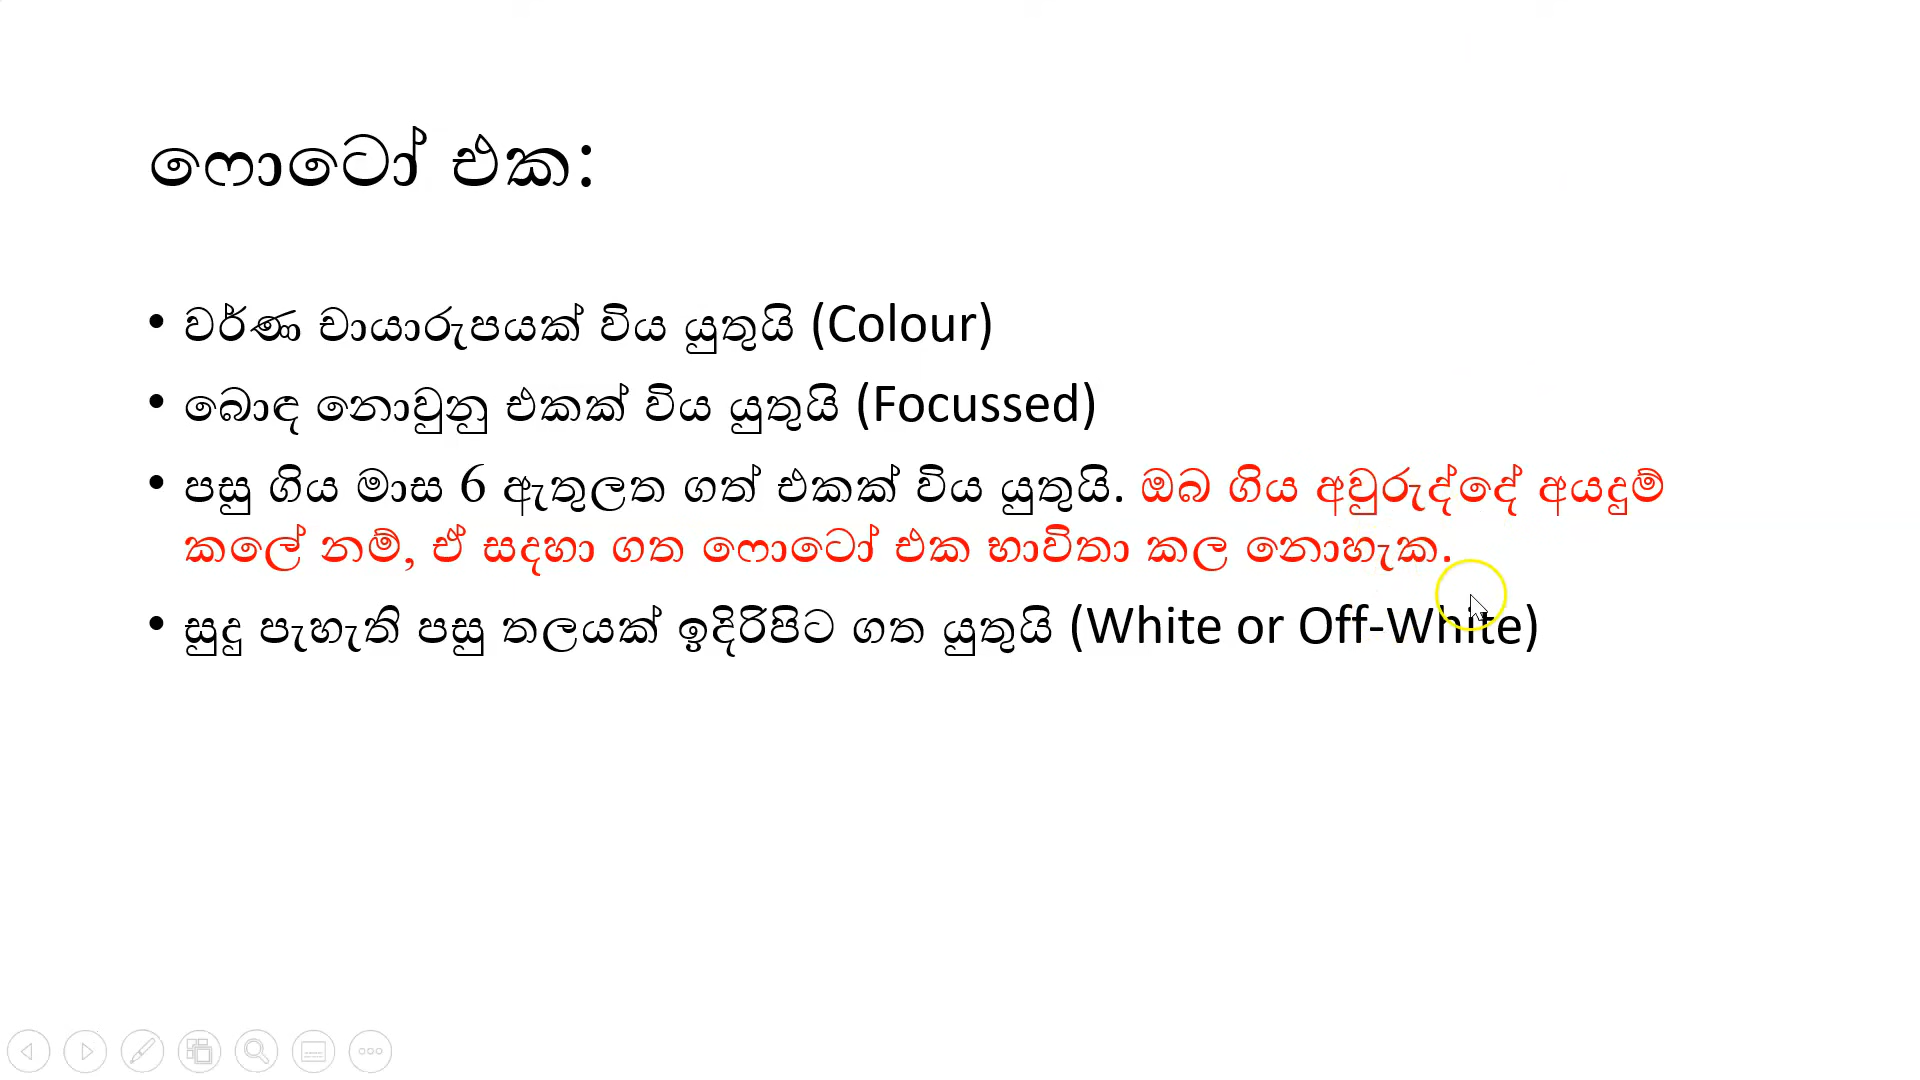 ෆොටෝ එක:
• වර්ණ චායාරුපයක් විය යුතුයි (Colour)
• බොඳ නොවුනු එකක් විය යුතුයි (Focussed)
• පසු ගිය මාස 6 ඇතුලත ගත් එකක් විය යුතුයි. ඔබ ගිය අවුරුද්දේ අයදුම්
කලේ නම්, ඒ සදහා ගත ෆොටෝ එක භාවිතා කල නොහැක.
• සුදු පැහැති පසු තලයක් ඉදිරිපිට ගත යුතුයි (White or Off-White)